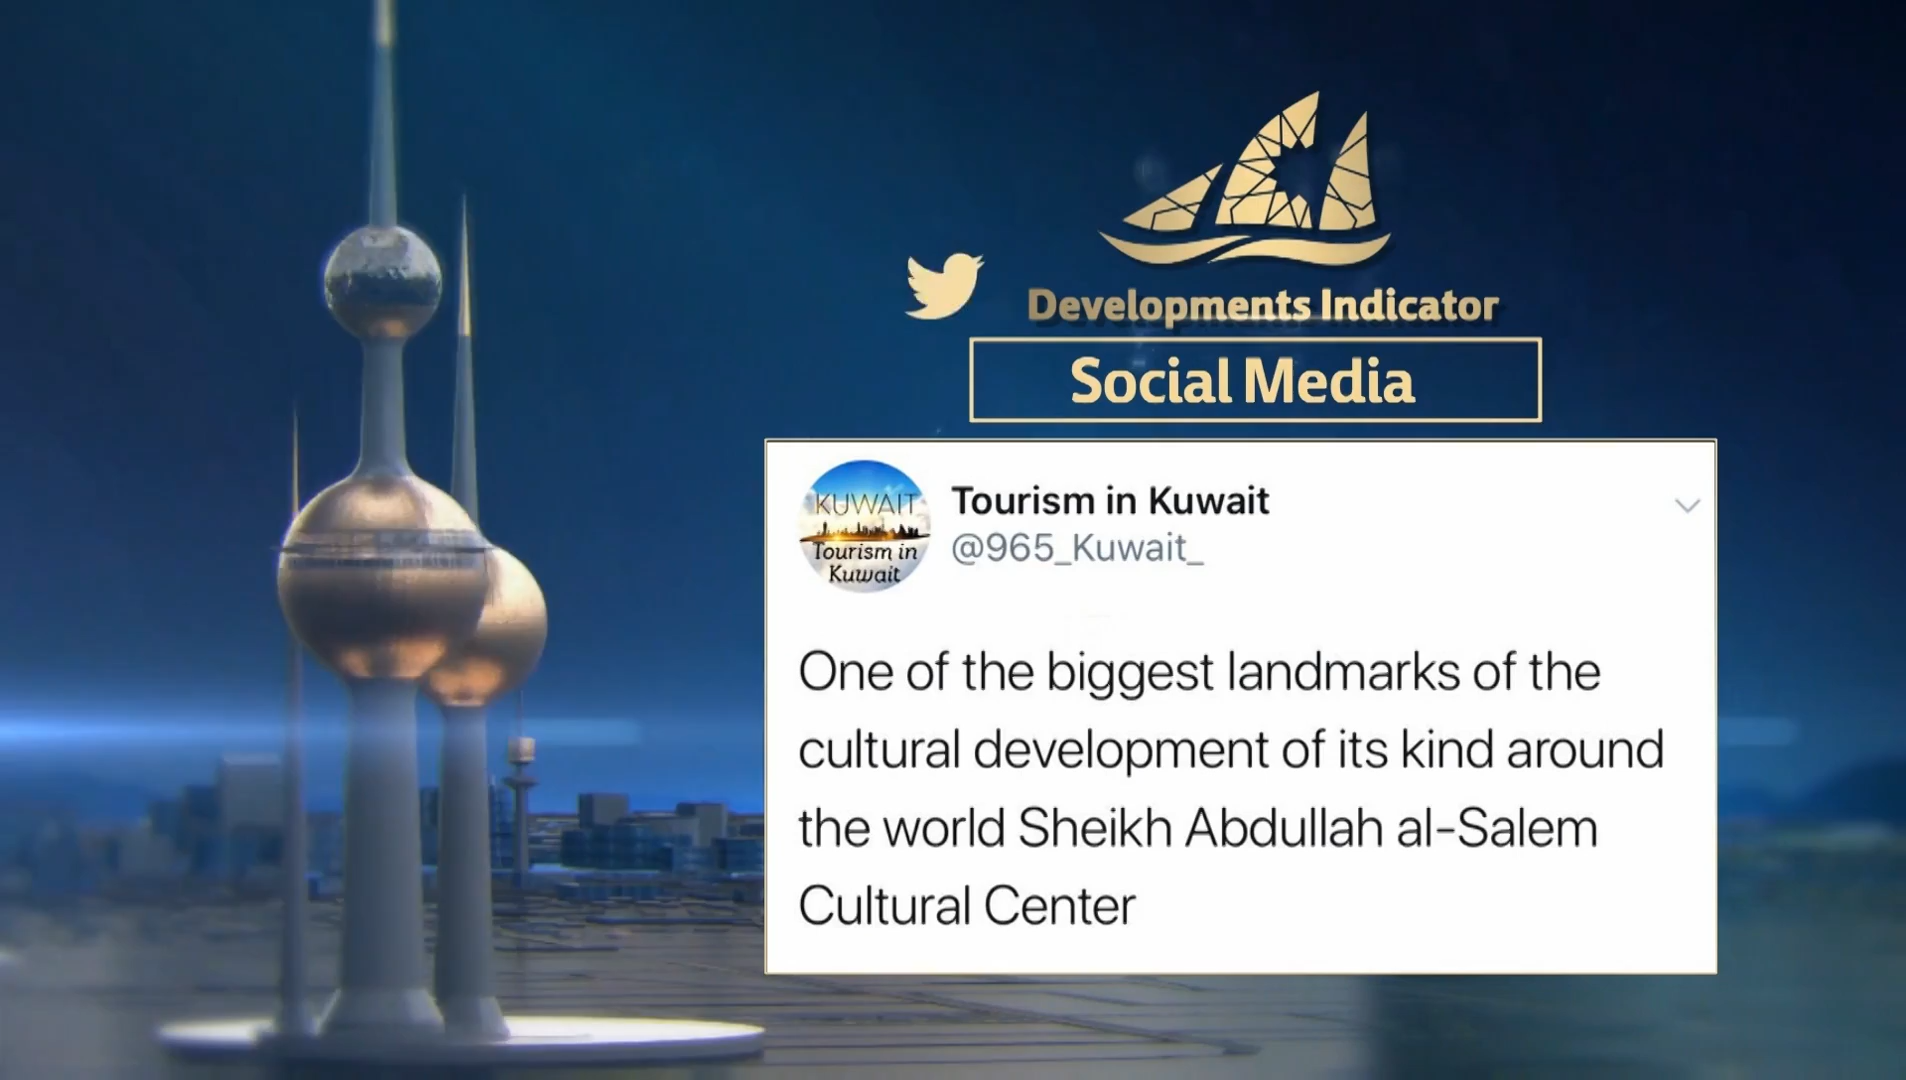 Developments Indicator
Social Media
KUWAIT
Tourism in
Kuwait
Tourism in Kuwait
@965_Kuwait_
One of the biggest landmarks of the
cultural development of its kind around
the world Sheikh Abdullah al-Salem
Cultural Center